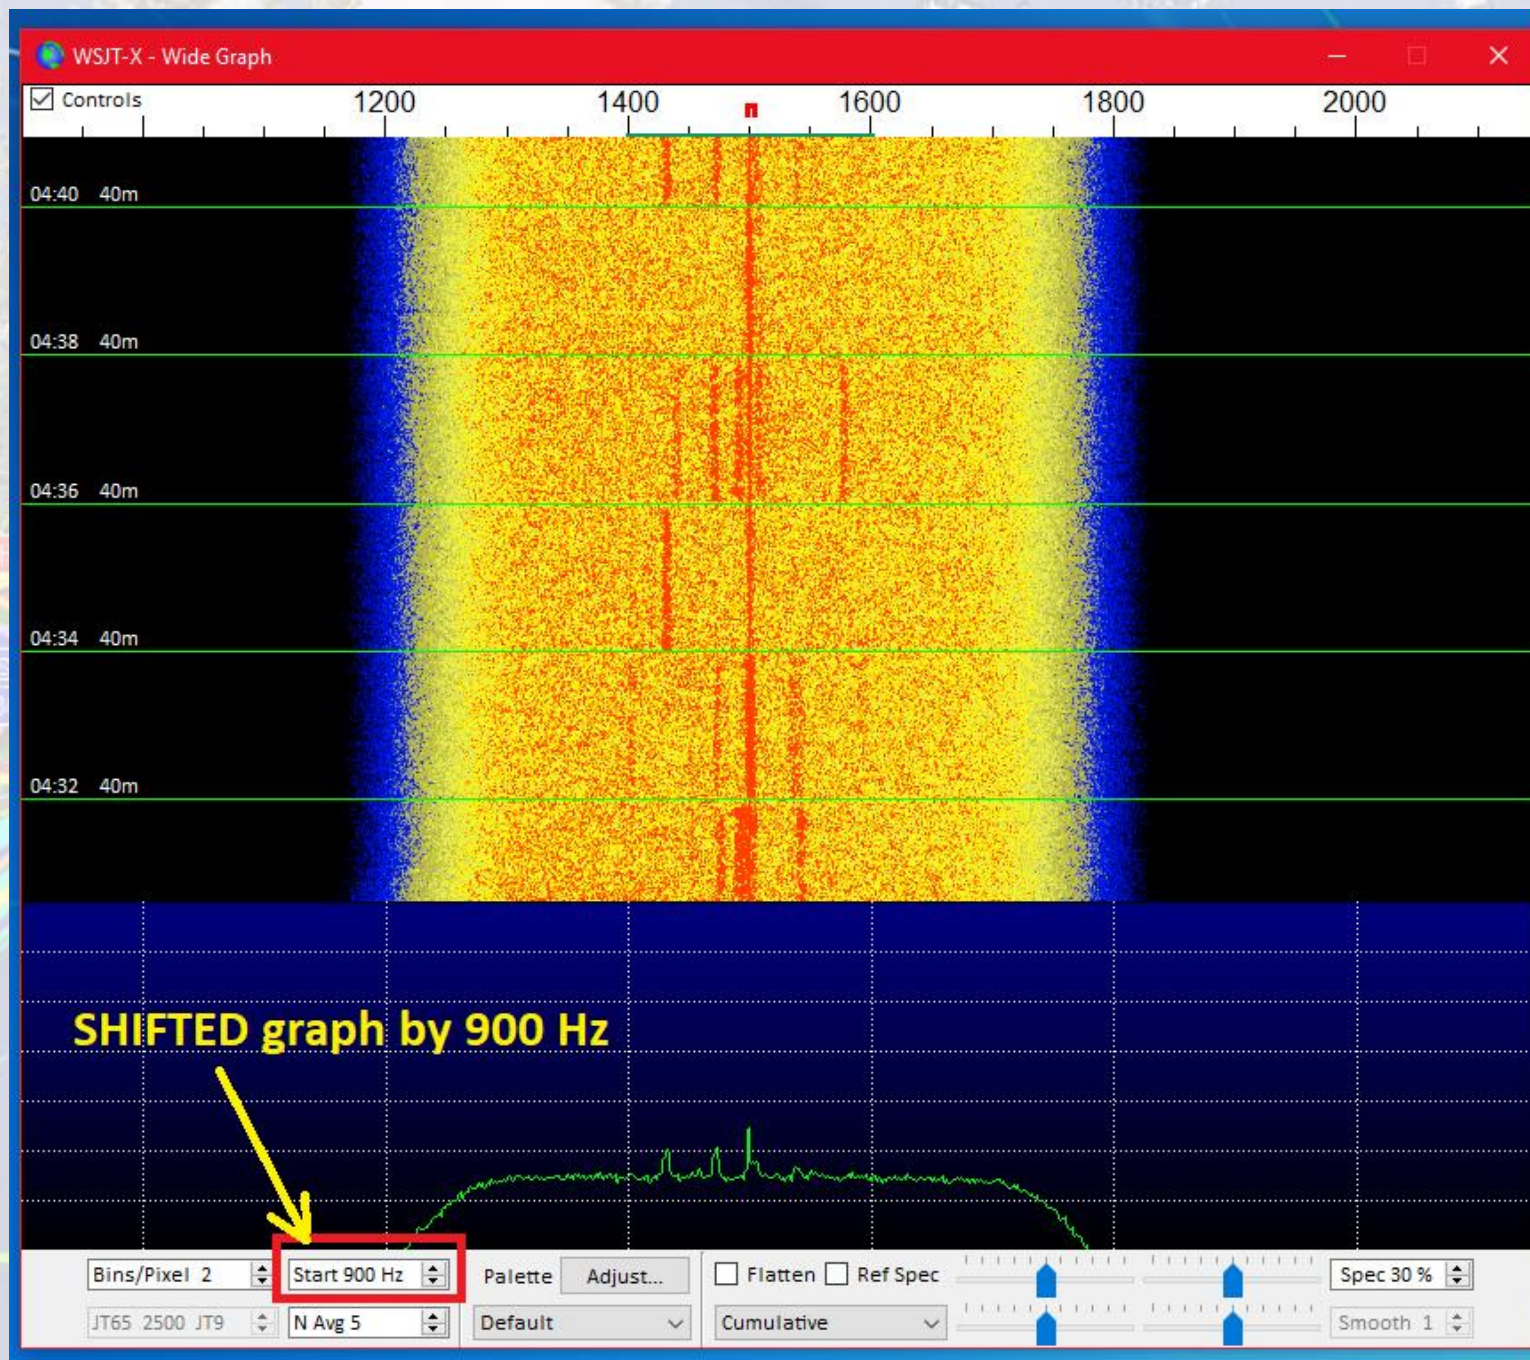 WSJT-X - Wide Graph
Controls 1200 1400 1600 1800 2000
04:40 40m
04:38 40m
04:36 40m
04:34 40m
04:32 40m
SHIFTED graph by 900 Hz
Bins/Pixel 2 Start 900 Hz Palette Adjust... Flatten Ref Spec Spec 30 %
JT65 2500 JT9 N Avg 5 Default Cumulative Smooth 1